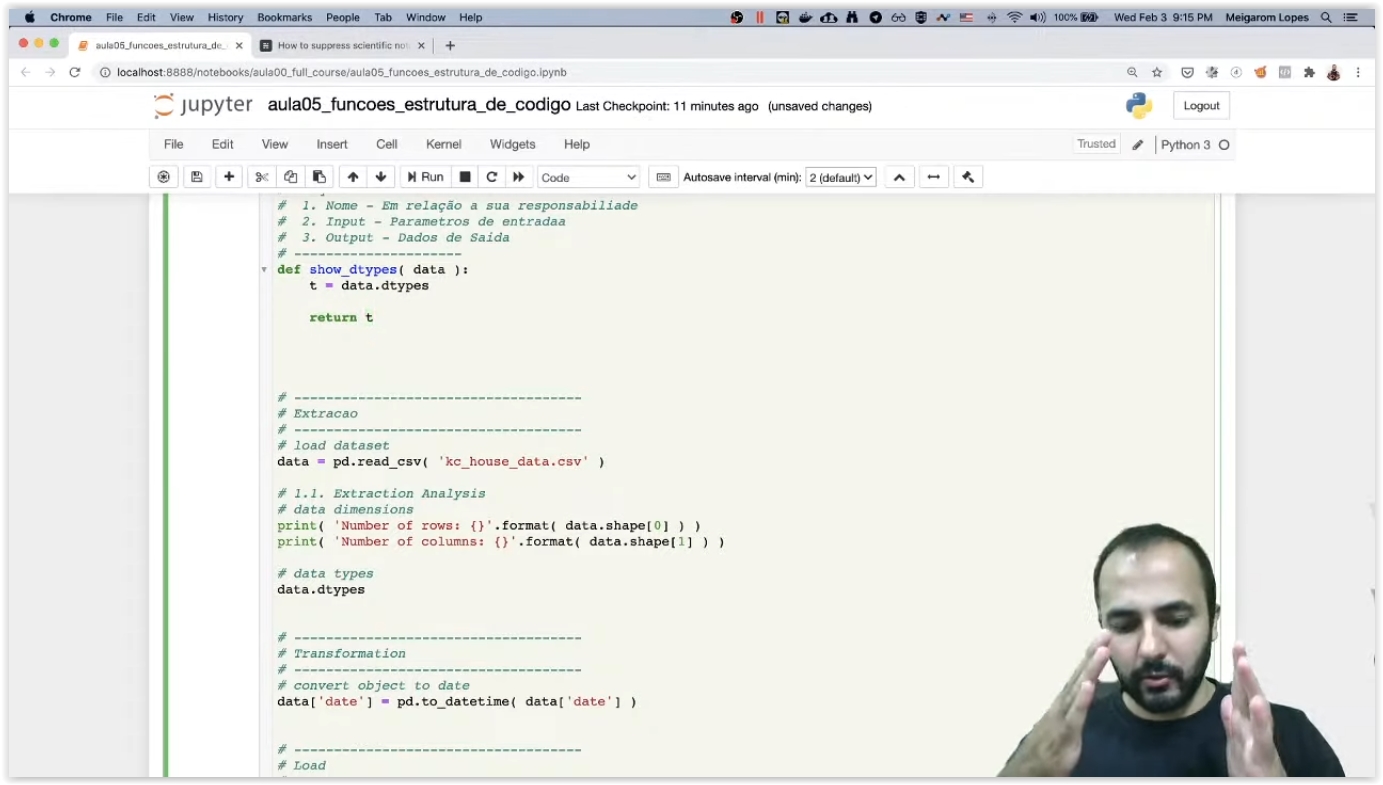 Chrome File Edit View History Bookmarks People Tab Window Help 100% Wed Feb 3 9:15 PM Meigarom Lopes
aula05_funcoes_estrutura_de_ How to suppress scientific not
localhost:8888/notebooks/aula00_full_course/aula05_funcoes_estrutura_de_codigo.ipynb
jupyter aula05_funcoes_estrutura_de_codigo Last Checkpoint: 11 minutes ago (unsaved changes) Logout
File Edit View Insert Cell Kernel Widgets Help Trusted Python 3
Run Code Autosave interval (min): 2 (default)
# 1. Nome - Em relação a sua responsabiliade
# 2. Input - Parametros de entradaa
# 3. Output - Dados de Saida
# ---------------------
def show_dtypes( data ):
t = data.dtypes
return t
# ------------------------------------
# Extracao
# ------------------------------------
# load dataset
data = pd.read_csv( 'kc_house_data.csv' )
# 1.1. Extraction Analysis
# data dimensions
print( 'Number of rows: {}'.format( data.shape[0] ) )
print( 'Number of columns: {}'.format( data.shape[1] ) )
# data types
data.dtypes
# ------------------------------------
# Transformation
# ------------------------------------
# convert object to date
data['date'] = pd.to_datetime( data['date'] )
# ------------------------------------
# Load